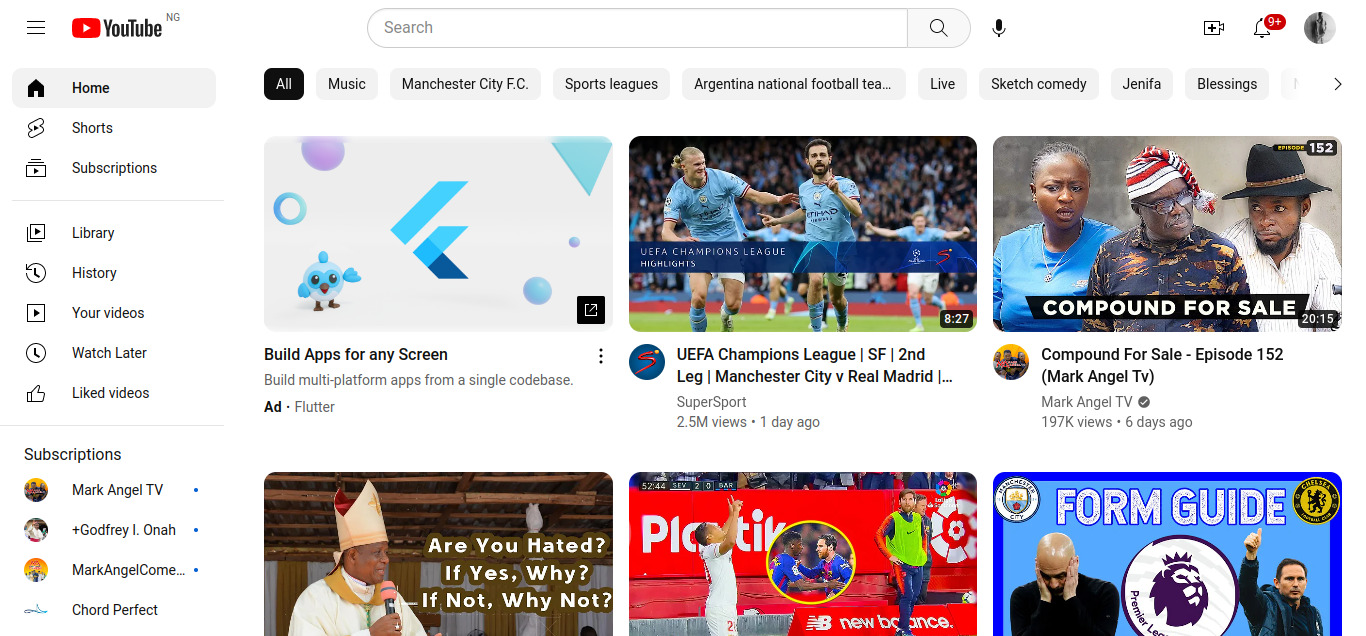 YouTube NG
Search
9+
Home
Shorts
Subscriptions
Library
History
Your videos
Watch Later
Liked videos
Subscriptions
Mark Angel TV
+Godfrey I. Onah
MarkAngelCome...
Chord Perfect
All
Music
Manchester City F.C.
Sports leagues
Argentina national football tea...
Live
Sketch comedy
Jenifa
Blessings
Build Apps for any Screen
Build multi-platform apps from a single codebase.
Ad · Flutter
ETIHAD
UEFA CHAMPIONS LEAGUE
HIGHLIGHTS
8:27
UEFA Champions League | SF | 2nd
Leg | Manchester City v Real Madrid |...
SuperSport
2.5M views • 1 day ago
EPISODE 152
COMPOUND FOR SALE
20:15
Compound For Sale - Episode 152
(Mark Angel Tv)
Mark Angel TV
197K views • 6 days ago
Are You Hated?
If Yes, Why?
If Not, Why Not?
52:44 SEV 2 0 BAR
LaLiga
Plastik
new balance.
MANCHESTER
CITY
FORM GUIDE
CHELSEA
FOOTBALL CLUB
Premier